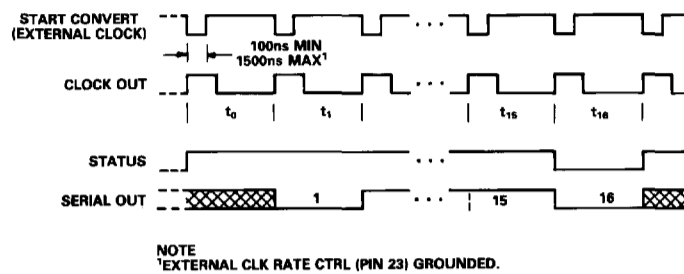 START CONVERT
(EXTERNAL CLOCK)
100ns MIN
1500ns MAX¹
CLOCK OUT
t₀ t₁ t₁₅ t₁₆
STATUS
SERIAL OUT 1 15 16
NOTE
¹EXTERNAL CLK RATE CTRL (PIN 23) GROUNDED.